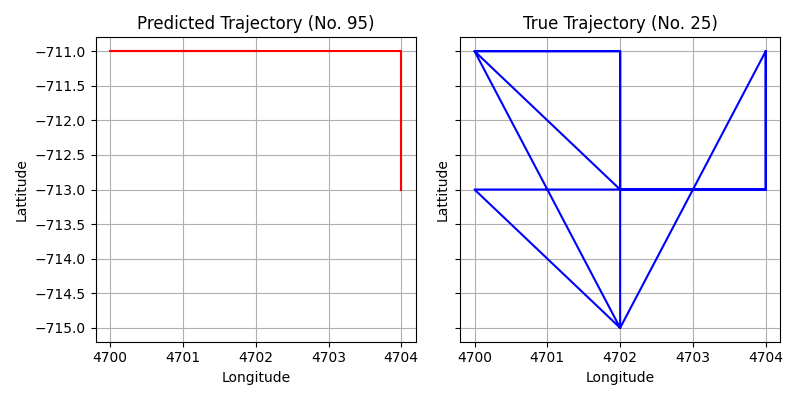 Predicted Trajectory (No. 95)
Lattitude
−711.0
−711.5
−712.0
−712.5
−713.0
−713.5
−714.0
−714.5
−715.0
4700 4701 4702 4703 4704
Longitude
True Trajectory (No. 25)
Lattitude
4700 4701 4702 4703 4704
Longitude